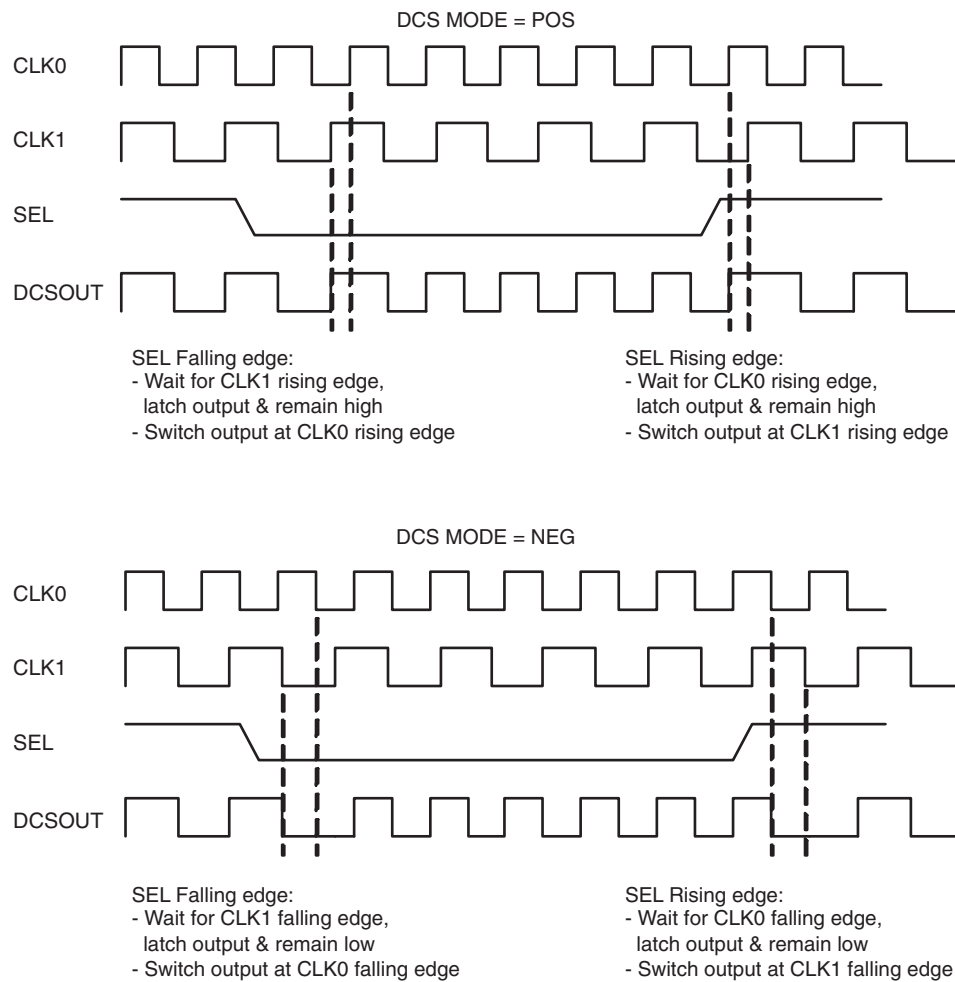 DCS MODE = POS
CLK0
CLK1
SEL
DCSOUT
SEL Falling edge:
- Wait for CLK1 rising edge,
latch output & remain high
- Switch output at CLK0 rising edge
SEL Rising edge:
- Wait for CLK0 rising edge,
latch output & remain high
- Switch output at CLK1 rising edge
DCS MODE = NEG
CLK0
CLK1
SEL
DCSOUT
SEL Falling edge:
- Wait for CLK1 falling edge,
latch output & remain low
- Switch output at CLK0 falling edge
SEL Rising edge:
- Wait for CLK0 falling edge,
latch output & remain low
- Switch output at CLK1 falling edge